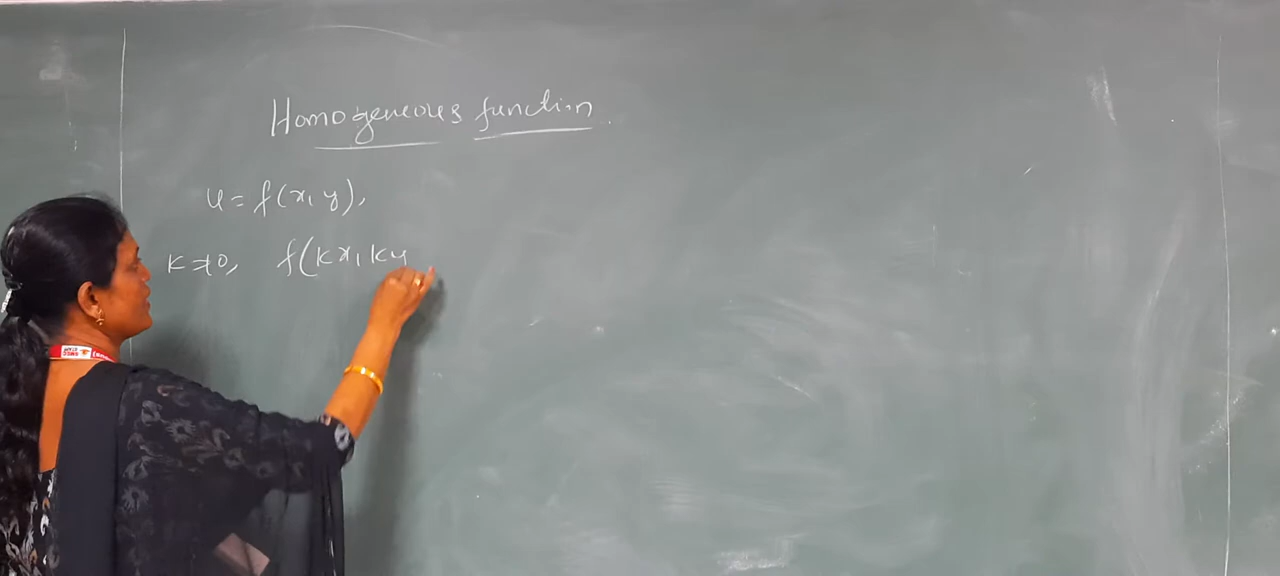 Homogeneous function.
u = f(x, y),
k ≠ 0, f(kx, ky